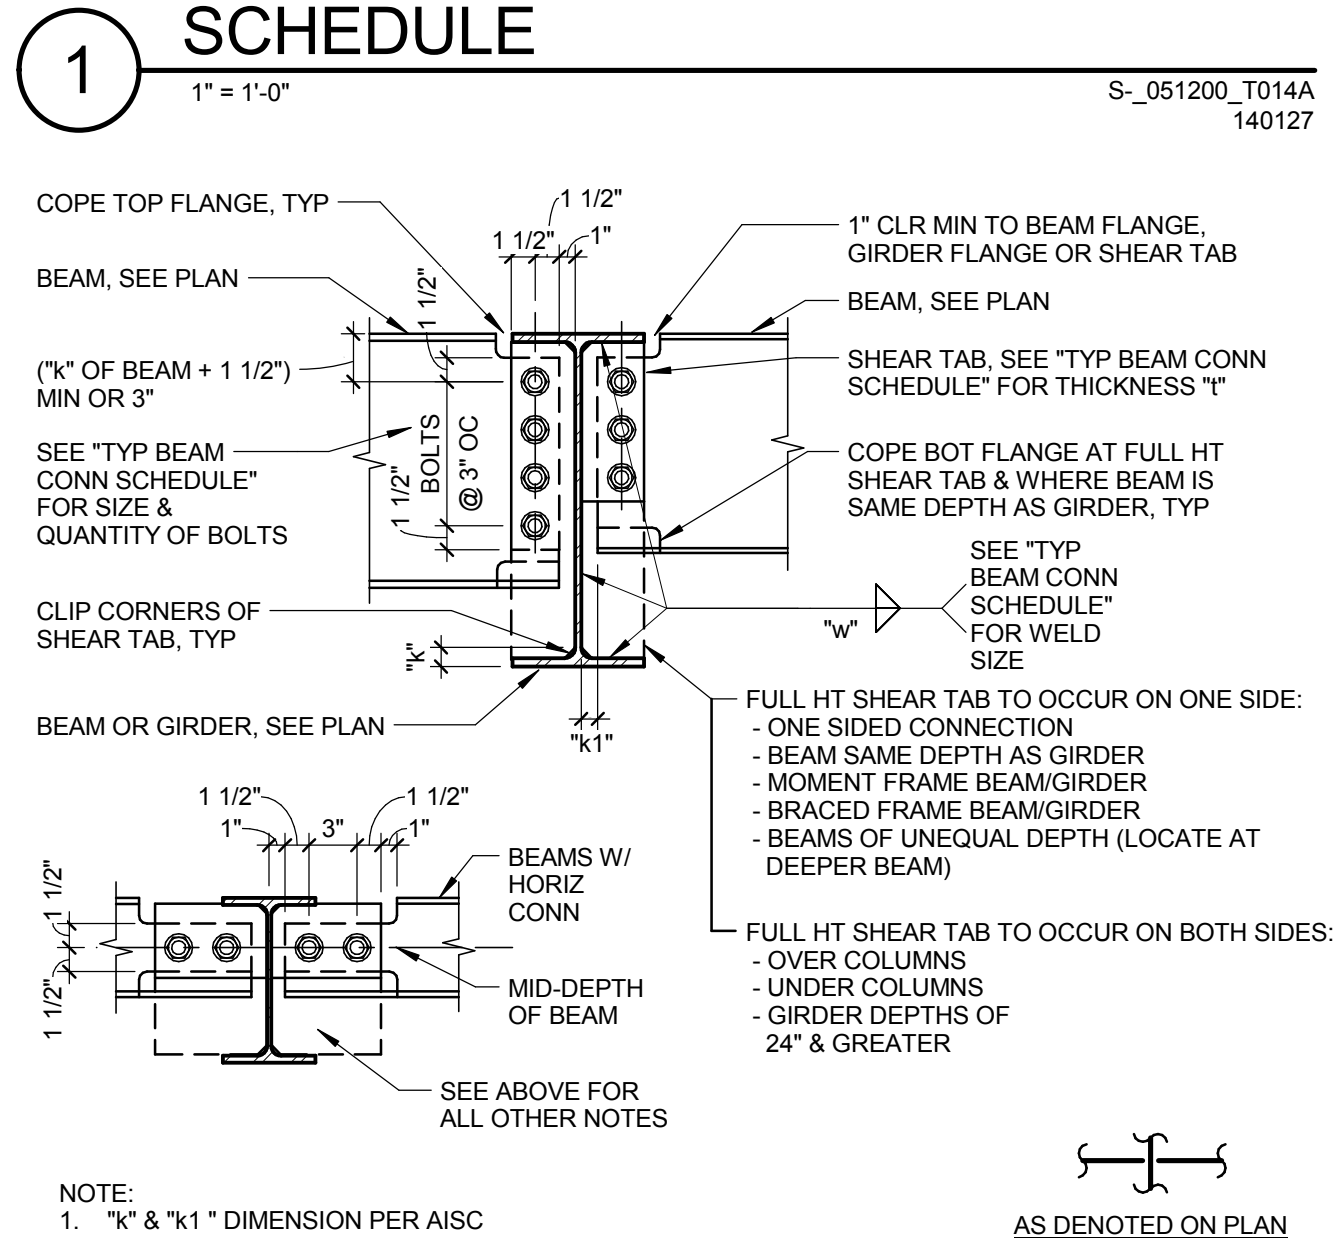 1
SCHEDULE
1" = 1'-0"
S-_051200_T014A
140127
COPE TOP FLANGE, TYP
BEAM, SEE PLAN
("k" OF BEAM + 1 1/2")
MIN OR 3"
SEE "TYP BEAM
CONN SCHEDULE"
FOR SIZE &
QUANTITY OF BOLTS
CLIP CORNERS OF
SHEAR TAB, TYP
BEAM OR GIRDER, SEE PLAN
1 1/2"
1 1/2"
1"
1 1/2"
BOLTS
@ 3" OC
1 1/2"
"k"
"k1"
1" CLR MIN TO BEAM FLANGE,
GIRDER FLANGE OR SHEAR TAB
BEAM, SEE PLAN
SHEAR TAB, SEE "TYP BEAM CONN
SCHEDULE" FOR THICKNESS "t"
COPE BOT FLANGE AT FULL HT
SHEAR TAB & WHERE BEAM IS
SAME DEPTH AS GIRDER, TYP
"w"
SEE "TYP
BEAM CONN
SCHEDULE"
FOR WELD
SIZE
FULL HT SHEAR TAB TO OCCUR ON ONE SIDE:
- ONE SIDED CONNECTION
- BEAM SAME DEPTH AS GIRDER
- MOMENT FRAME BEAM/GIRDER
- BRACED FRAME BEAM/GIRDER
- BEAMS OF UNEQUAL DEPTH (LOCATE AT
DEEPER BEAM)
FULL HT SHEAR TAB TO OCCUR ON BOTH SIDES:
- OVER COLUMNS
- UNDER COLUMNS
- GIRDER DEPTHS OF
24" & GREATER
1 1/2"
1 1/2"
1"
3"
1"
1 1/2"
1 1/2"
BEAMS W/
HORIZ
CONN
MID-DEPTH
OF BEAM
SEE ABOVE FOR
ALL OTHER NOTES
NOTE:
1. "k" & "k1 " DIMENSION PER AISC
AS DENOTED ON PLAN